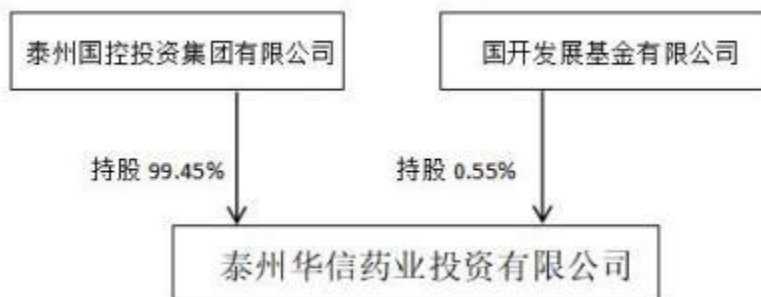 泰州国控投资集团有限公司
国开发展基金有限公司
持股 99.45%
持股 0.55%
泰州华信药业投资有限公司